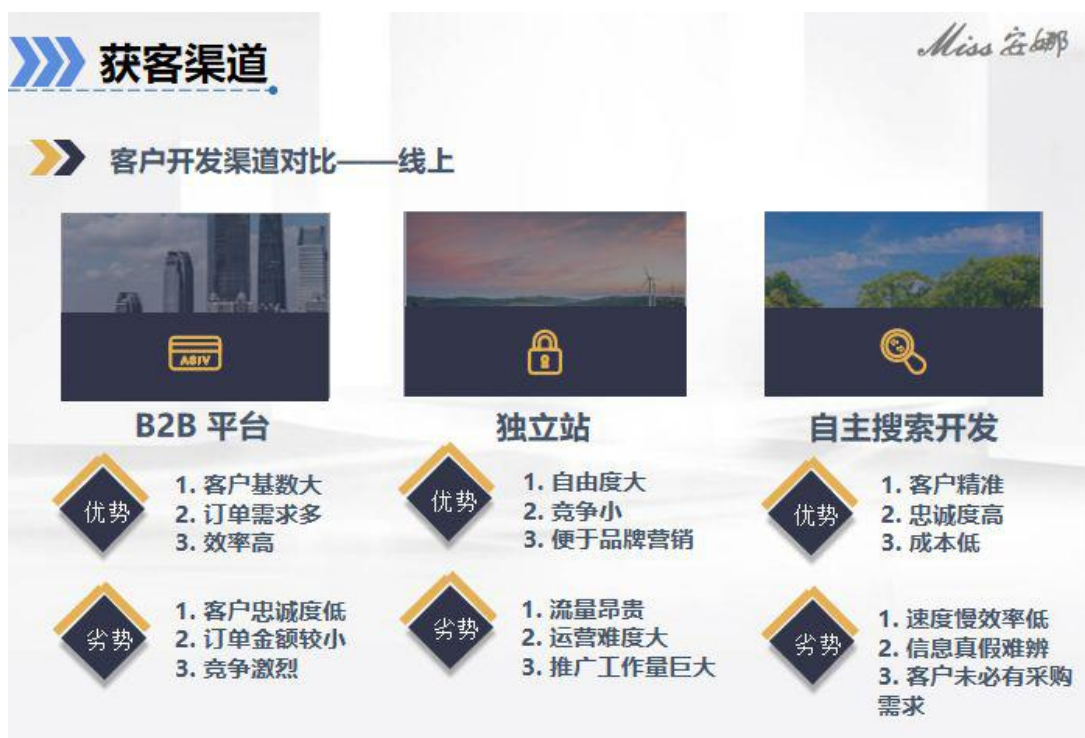 获客渠道
Miss 安娜
客户开发渠道对比——线上
B2B 平台
优势
1. 客户基数大
2. 订单需求多
3. 效率高
劣势
1. 客户忠诚度低
2. 订单金额较小
3. 竞争激烈
独立站
优势
1. 自由度大
2. 竞争小
3. 便于品牌营销
劣势
1. 流量昂贵
2. 运营难度大
3. 推广工作量巨大
自主搜索开发
优势
1. 客户精准
2. 忠诚度高
3. 成本低
劣势
1. 速度慢效率低
2. 信息真假难辨
3. 客户未必有采购
需求